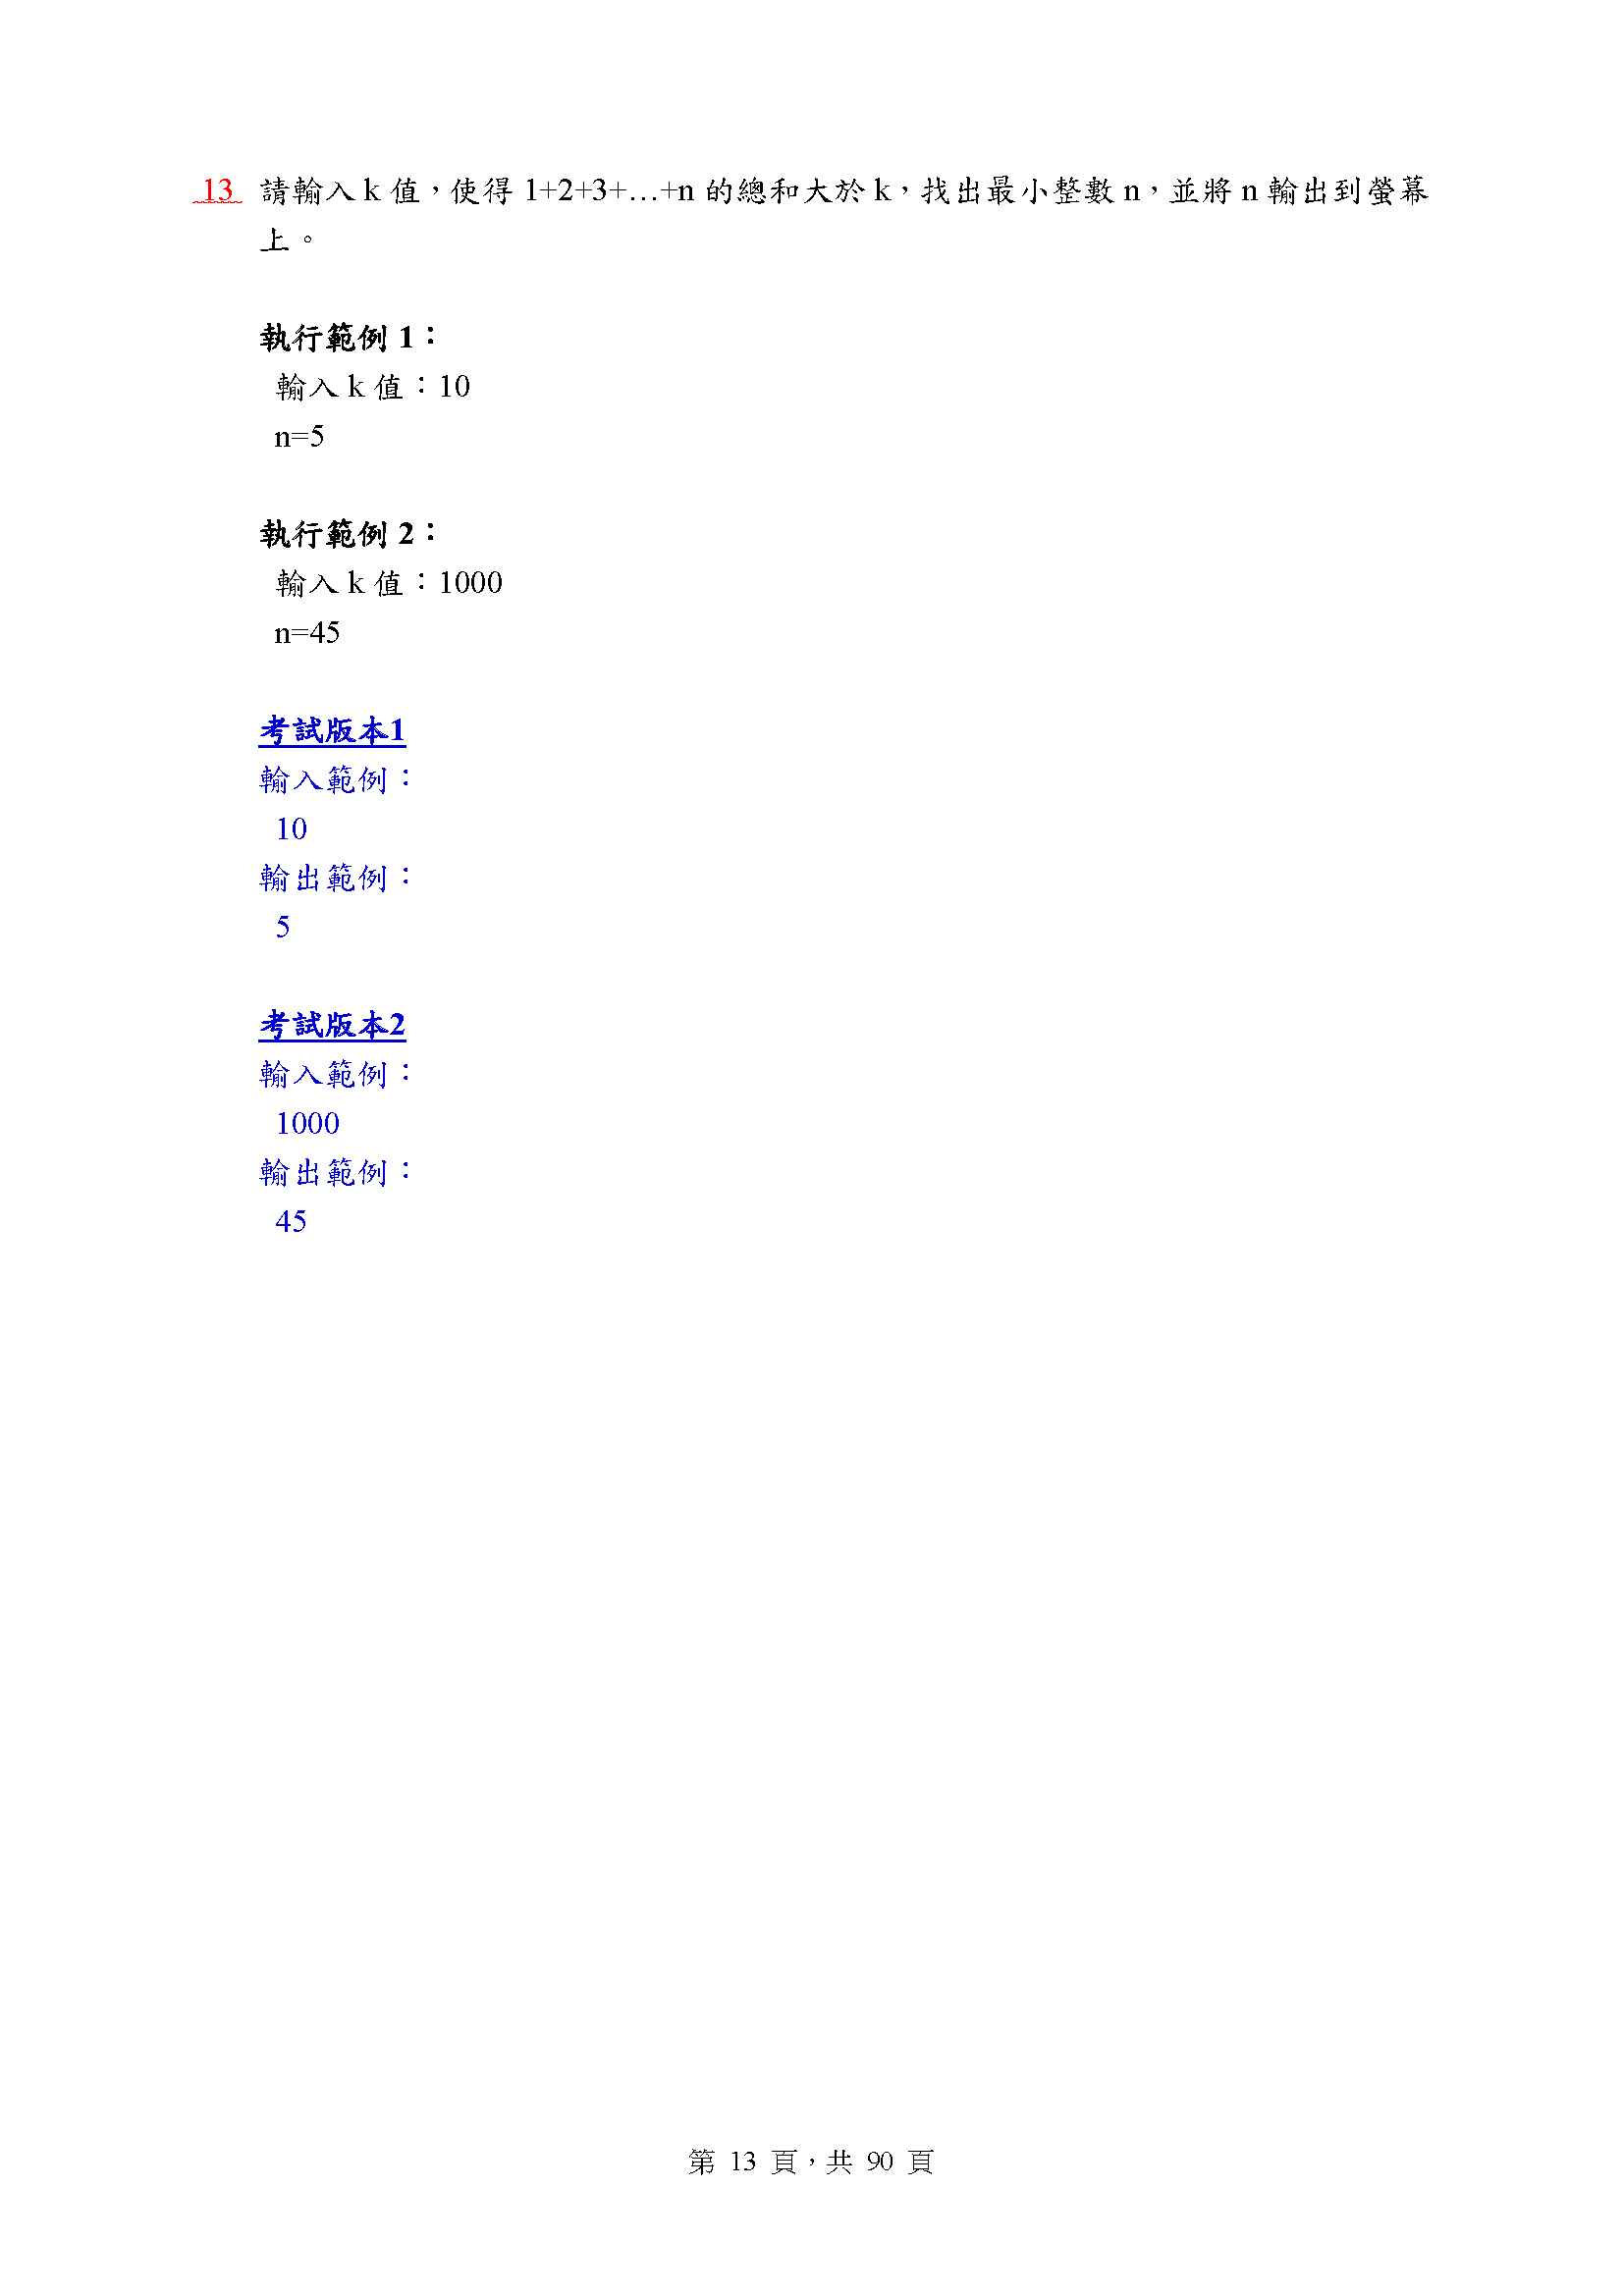 13 請輸入 k 值，使得 1+2+3+…+n 的總和大於 k，找出最小整數 n，並將 n 輸出到螢幕
上。
執行範例 1：
輸入 k 值：10
n=5
執行範例 2：
輸入 k 值：1000
n=45
考試版本1
輸入範例：
10
輸出範例：
5
考試版本2
輸入範例：
1000
輸出範例：
45
第 13 頁，共 90 頁